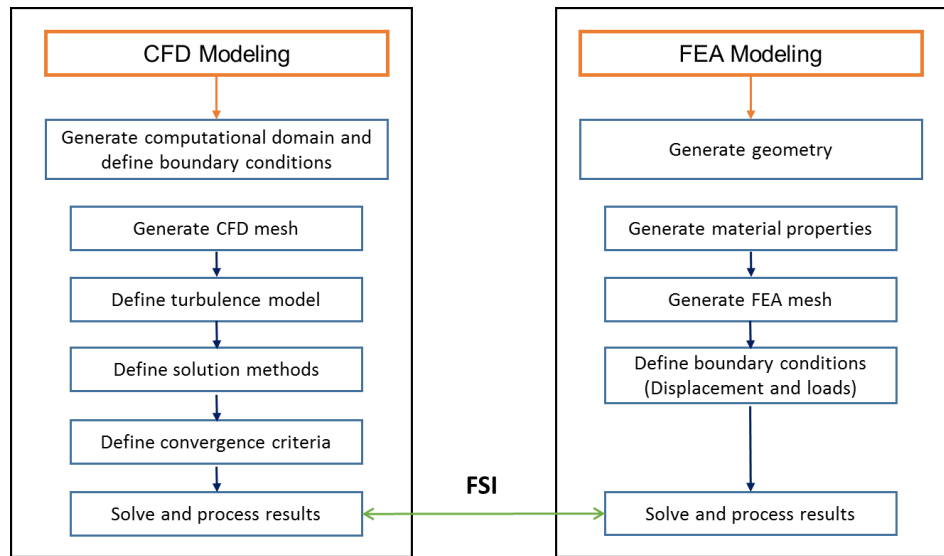 CFD Modeling
Generate computational domain and
define boundary conditions
Generate CFD mesh
Define turbulence model
Define solution methods
Define convergence criteria
Solve and process results
FSI
FEA Modeling
Generate geometry
Generate material properties
Generate FEA mesh
Define boundary conditions
(Displacement and loads)
Solve and process results